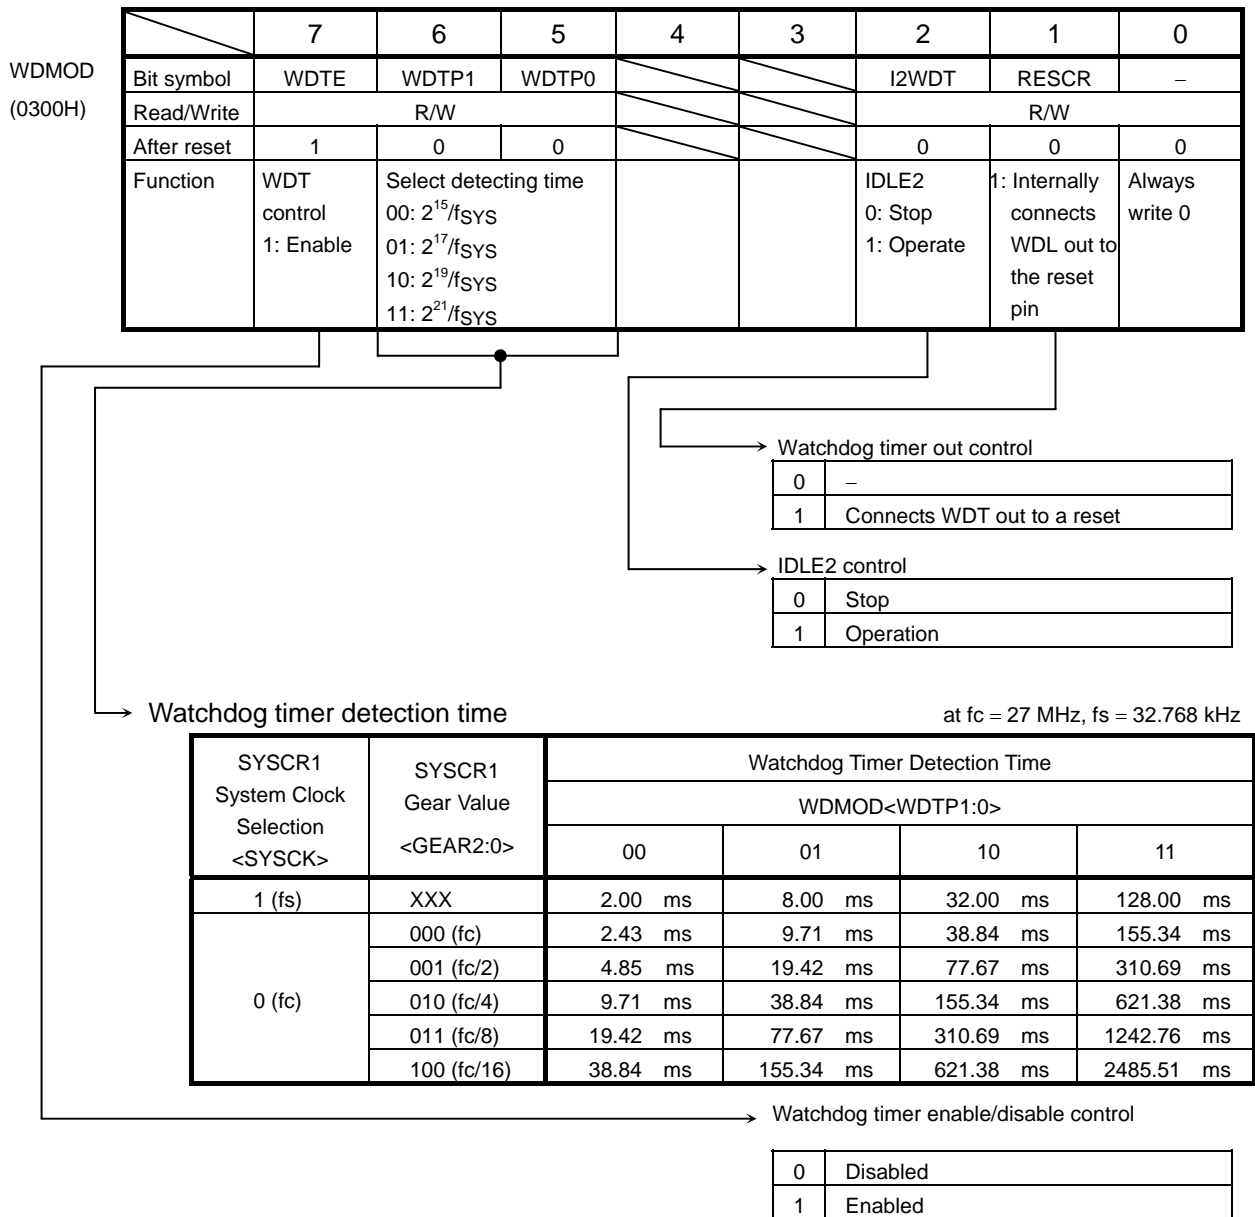 7 6 5 4 3 2 1 0
WDMOD
(0300H)
Bit symbol WDTE WDTP1 WDTP0 I2WDT RESCR –
Read/Write R/W R/W
After reset 1 0 0 0 0 0
Function WDT control 1: Enable
Select detecting time
00: 2^15/fSYS
01: 2^17/fSYS
10: 2^19/fSYS
11: 2^21/fSYS
IDLE2
0: Stop
1: Operate
1: Internally
connects
WDL out to
the reset
pin
Always
write 0
Watchdog timer out control
0 –
1 Connects WDT out to a reset
IDLE2 control
0 Stop
1 Operation
Watchdog timer detection time
at fc = 27 MHz, fs = 32.768 kHz
SYSCR1
System Clock
Selection
<SYSCK>
SYSCR1
Gear Value
<GEAR2:0>
Watchdog Timer Detection Time
WDMOD<WDTP1:0>
00 01 10 11
1 (fs) XXX 2.00 ms 8.00 ms 32.00 ms 128.00 ms
0 (fc)
000 (fc) 2.43 ms 9.71 ms 38.84 ms 155.34 ms
001 (fc/2) 4.85 ms 19.42 ms 77.67 ms 310.69 ms
010 (fc/4) 9.71 ms 38.84 ms 155.34 ms 621.38 ms
011 (fc/8) 19.42 ms 77.67 ms 310.69 ms 1242.76 ms
100 (fc/16) 38.84 ms 155.34 ms 621.38 ms 2485.51 ms
Watchdog timer enable/disable control
0 Disabled
1 Enabled